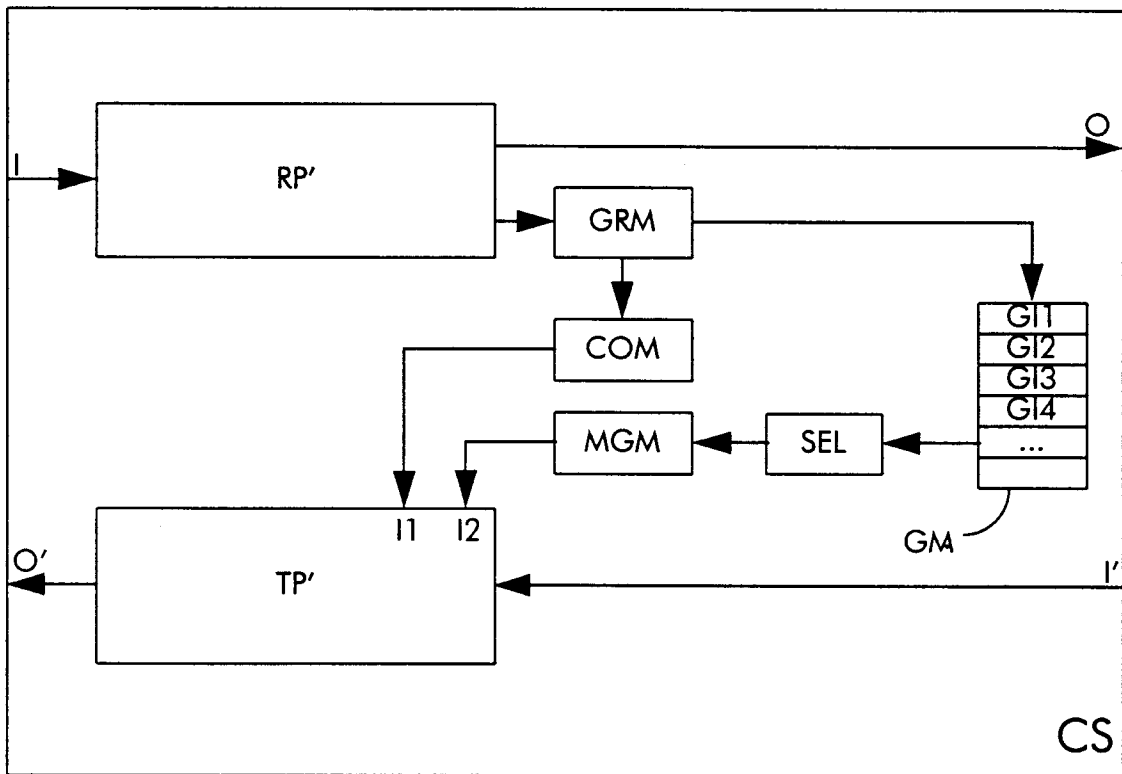 O
I
RP′
GRM
GI1
GI2
COM
GI3
GI4
MGM
SEL
...
I1 I2
GM
O′
TP′
I′
CS